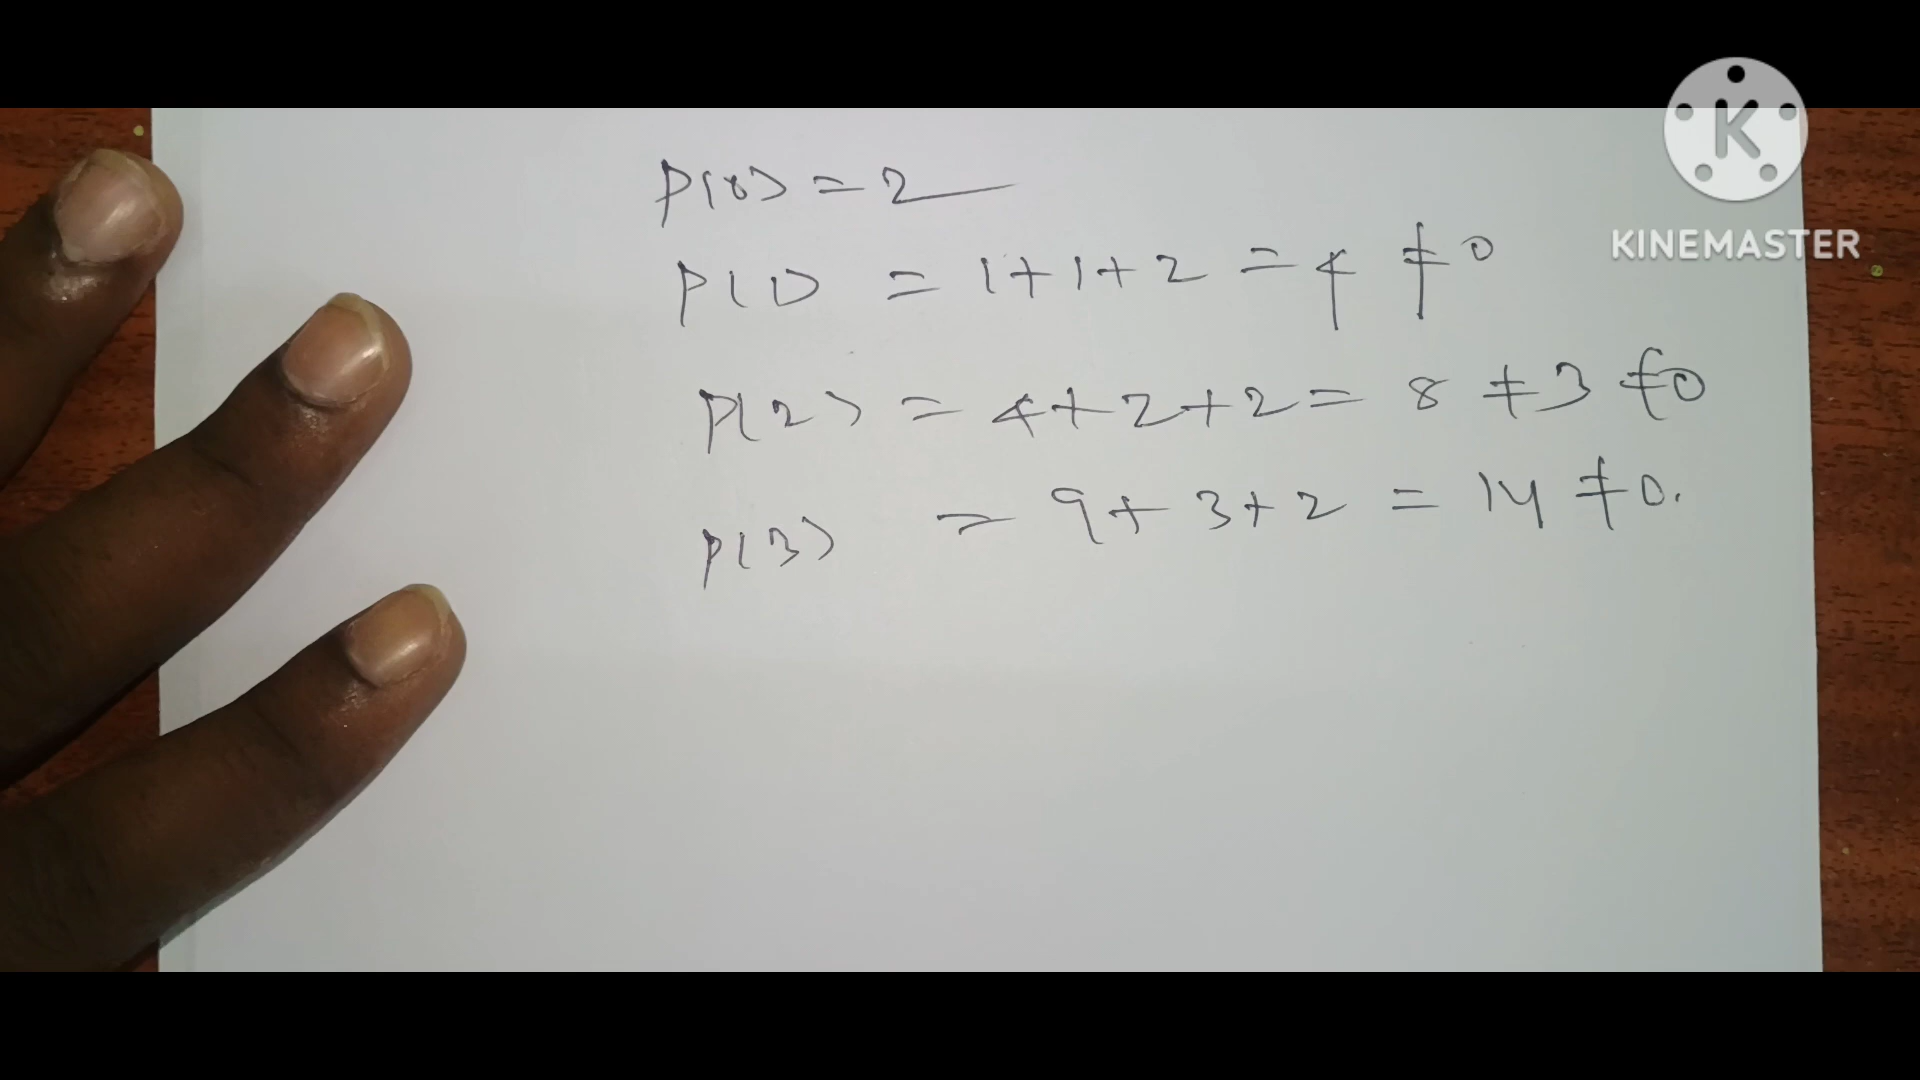 P(0) = 2
P(1) = 1+1+2 = 4 ≠ 0
P(2) = 4+2+2 = 8 ≠ 3 ≠ 0
P(3) = 9+3+2 = 14 ≠ 0.
K
KINEMASTER